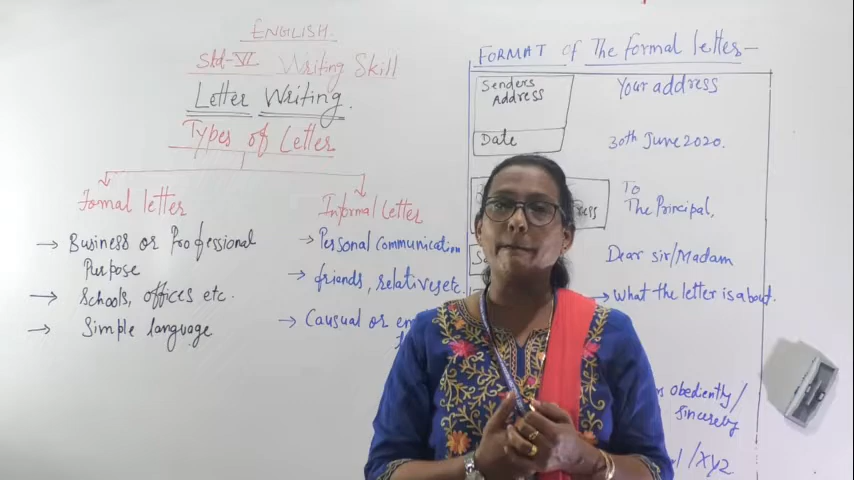 ENGLISH.
Std-VI Writing Skill
Letter Writing.
Types of Letter
Formal letter
→ Business or Professional
Purpose
→ Schools, offices etc.
→ Simple language
Informal Letter
→ Personal communication
→ friends, relatives etc.
→ Causual or
FORMAT of The formal letter-
Senders
Address
Your address
Date
30th June 2020.
To
The Principal,
Dear sir/Madam
→ What the letter is about.
obediently/
sincerely
/XYZ